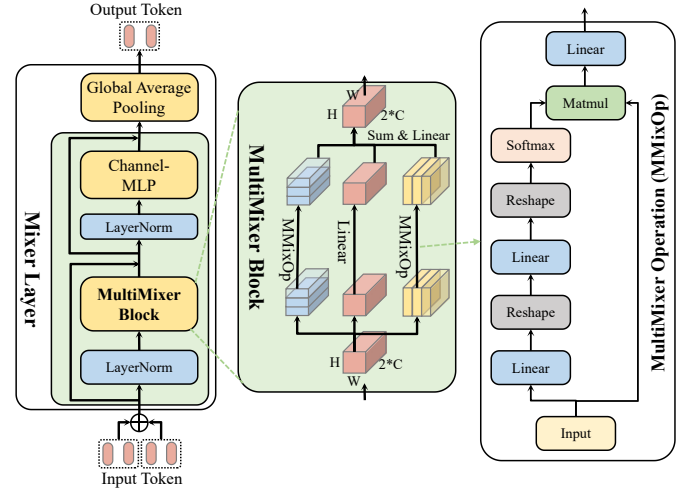 Output Token
Global Average
Pooling
Channel-
MLP
LayerNorm
MultiMixer
Block
LayerNorm
Input Token
Mixer Layer
MultiMixer Block
W
H
2*C
Sum & Linear
MMixOp
Linear
MMixOp
H
2*C
W
Linear
Matmul
Softmax
Reshape
Linear
Reshape
Linear
Input
MultiMixer Operation (MMixOp)